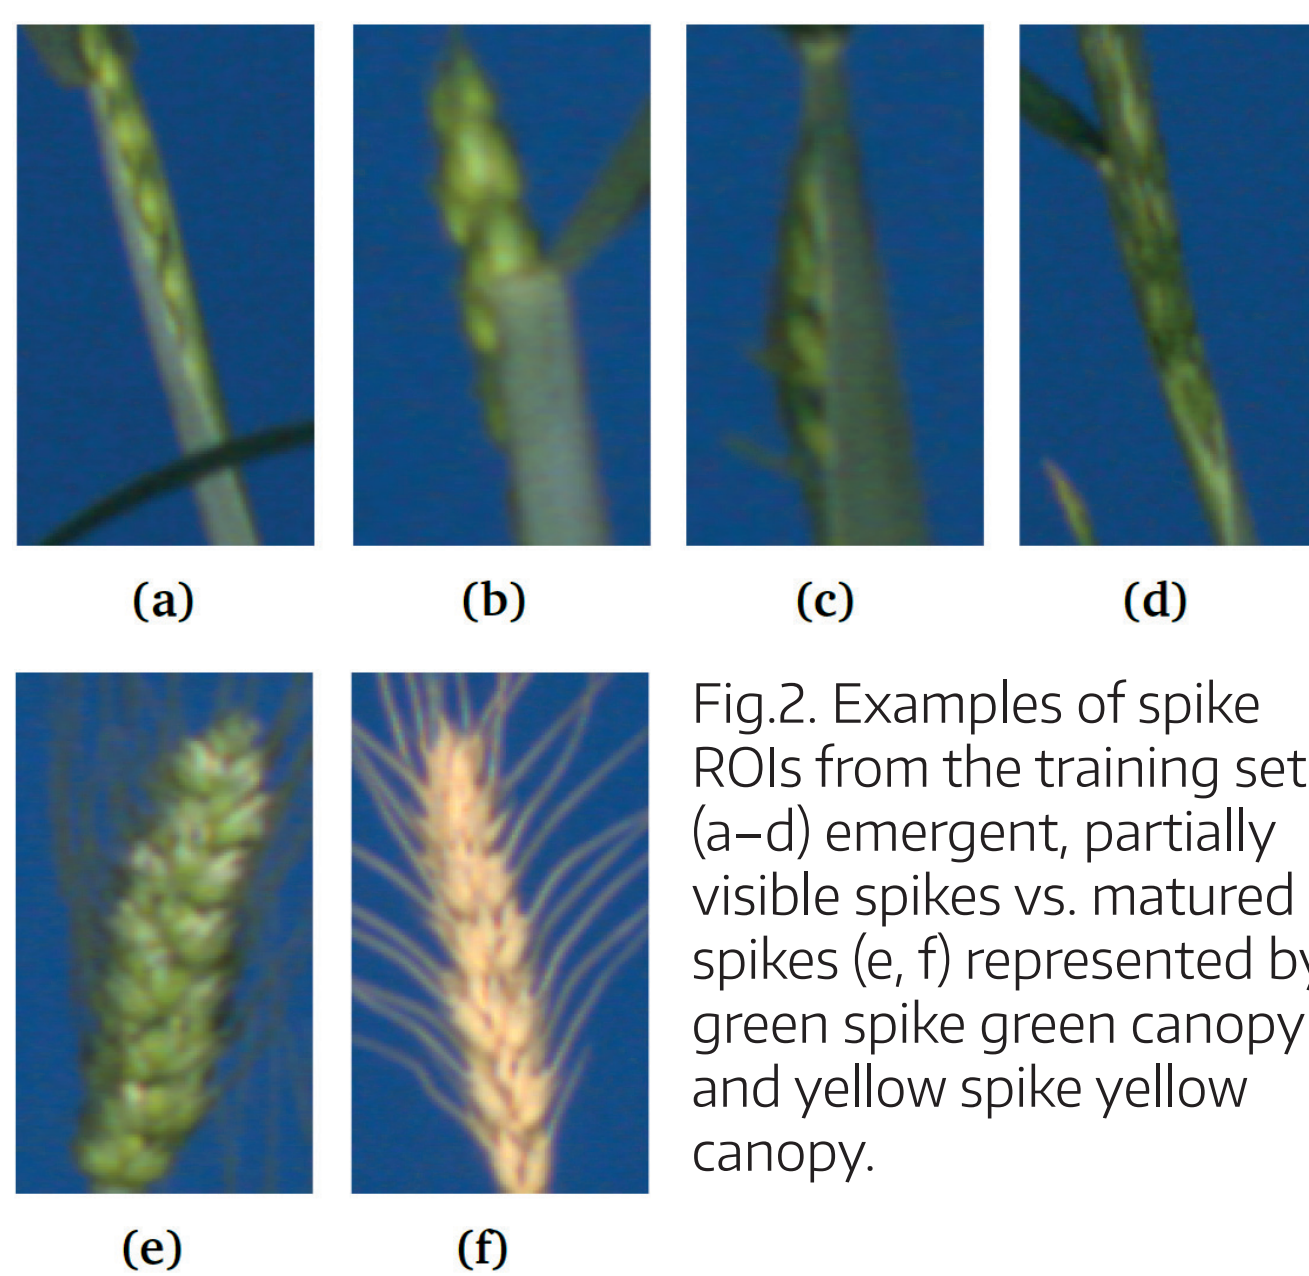 (a) (b) (c) (d)
Fig.2. Examples of spike
ROIs from the training set
(a–d) emergent, partially
visible spikes vs. matured
spikes (e, f) represented by
green spike green canopy
and yellow spike yellow
canopy.
(e) (f)